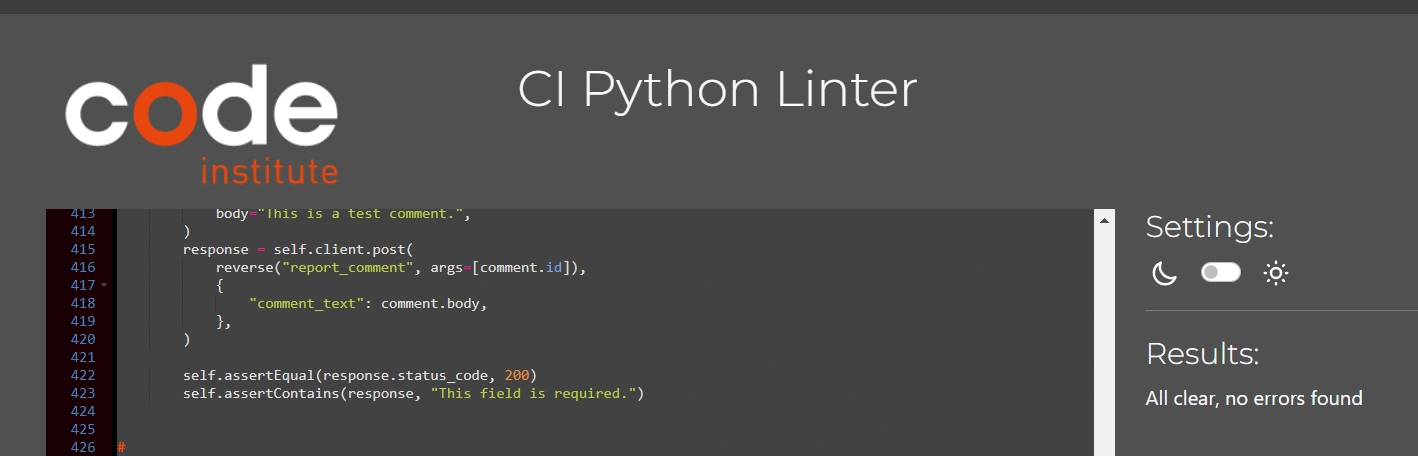 code
institute
CI Python Linter
413 body="This is a test comment.",
414 )
415 response = self.client.post(
416 reverse("report_comment", args=[comment.id]),
417 {
418 "comment_text": comment.body,
419 },
420 )
421
422 self.assertEqual(response.status_code, 200)
423 self.assertContains(response, "This field is required.")
424
425
426 #
Settings:
Results:
All clear, no errors found